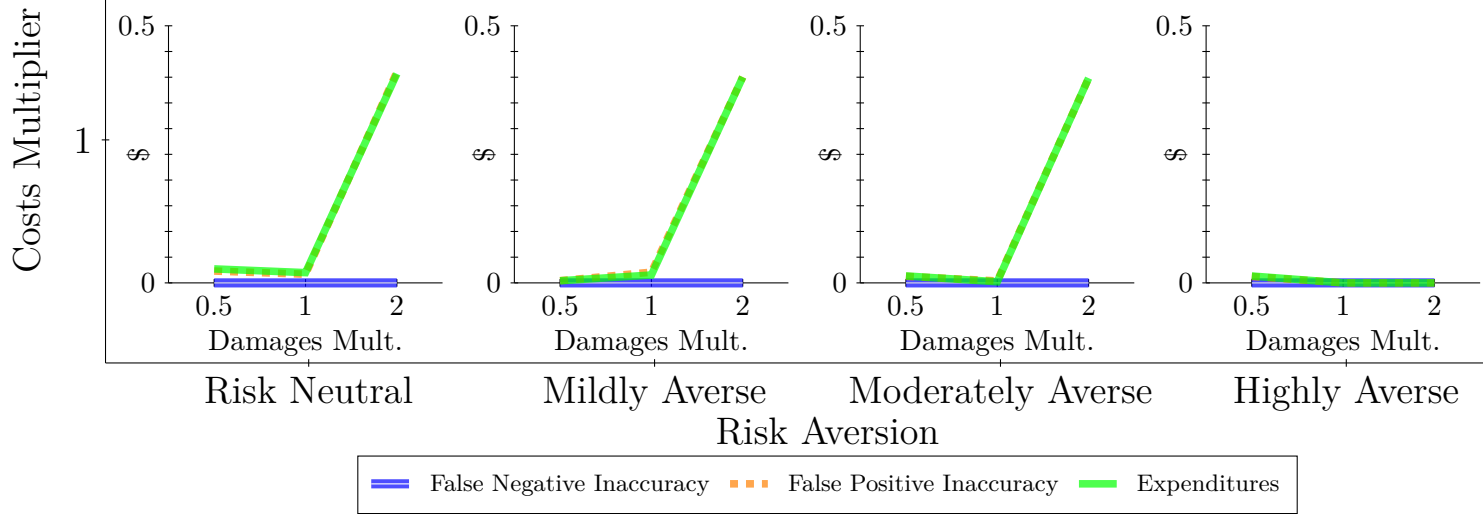 Costs Multiplier
1
0.5
$
0
0.5 1 2
Damages Mult.
0.5
$
0
0.5 1 2
Damages Mult.
0.5
$
0
0.5 1 2
Damages Mult.
0.5
$
0
0.5 1 2
Damages Mult.
Risk Neutral Mildly Averse Moderately Averse Highly Averse
Risk Aversion
False Negative Inaccuracy False Positive Inaccuracy Expenditures